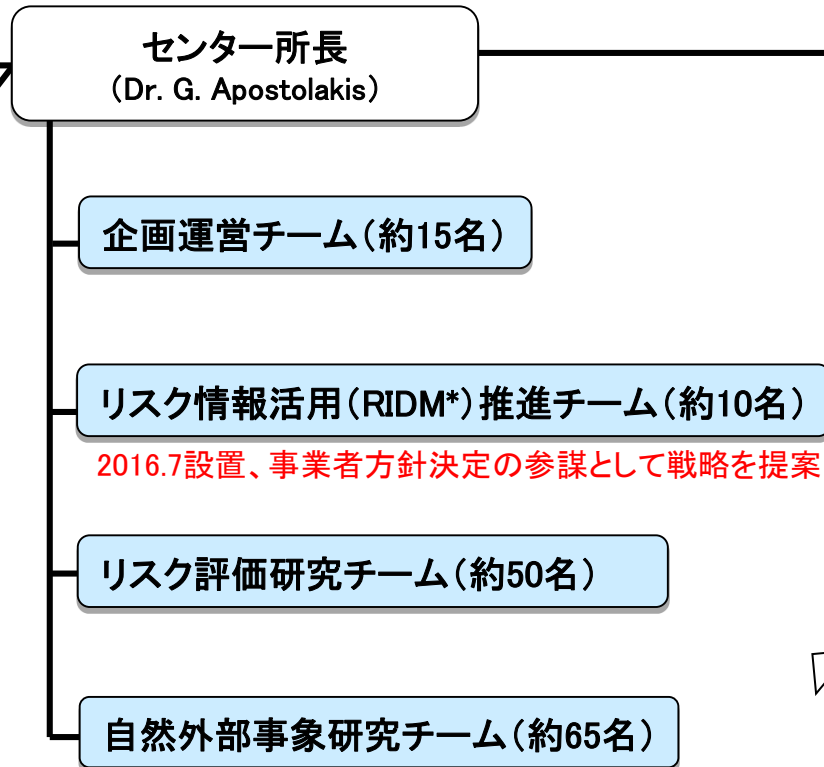 センター所長
(Dr. G. Apostolakis)
企画運営チーム(約15名)
リスク情報活用(RIDM*)推進チーム(約10名)
2016.7設置、事業者方針決定の参謀として戦略を提案
リスク評価研究チーム(約50名)
自然外部事象研究チーム(約65名)